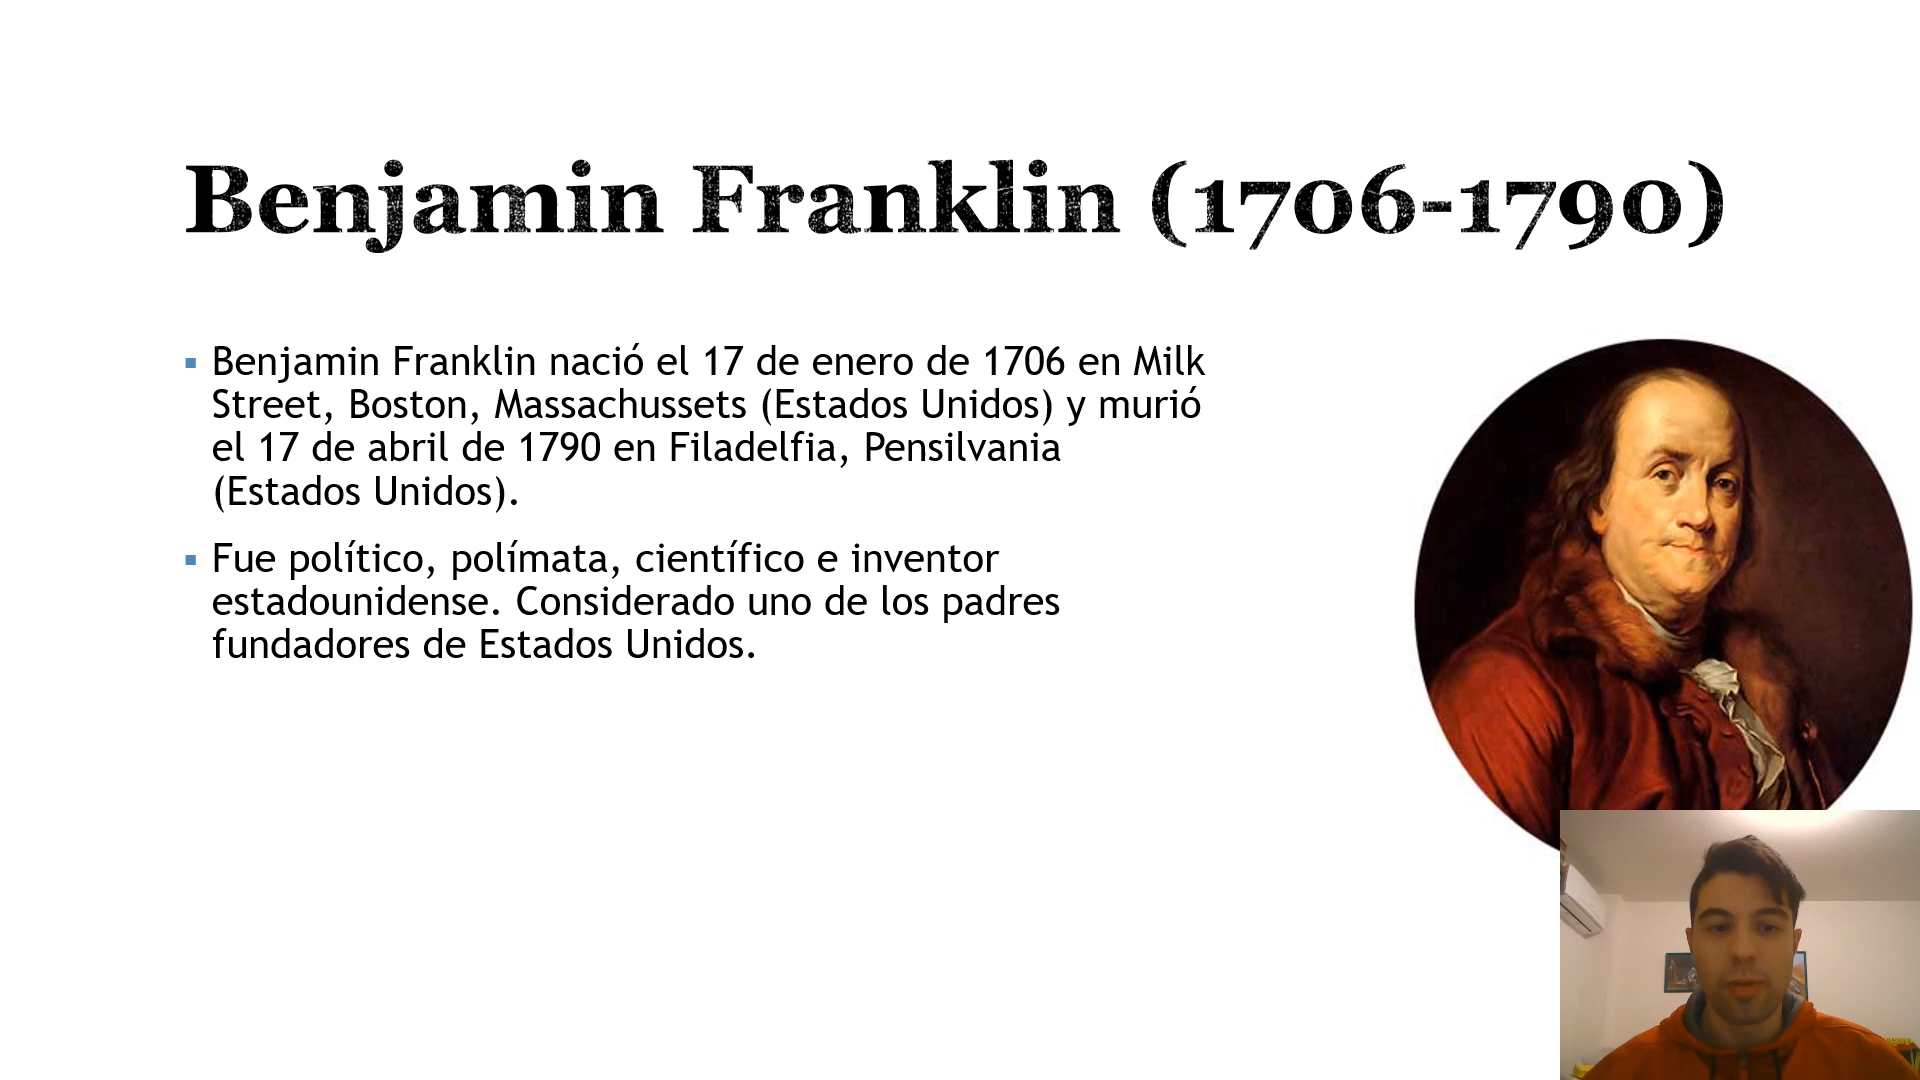 Benjamin Franklin (1706-1790)
▪ Benjamin Franklin nació el 17 de enero de 1706 en Milk
Street, Boston, Massachussets (Estados Unidos) y murió
el 17 de abril de 1790 en Filadelfia, Pensilvania
(Estados Unidos).
▪ Fue político, polímata, científico e inventor
estadounidense. Considerado uno de los padres
fundadores de Estados Unidos.